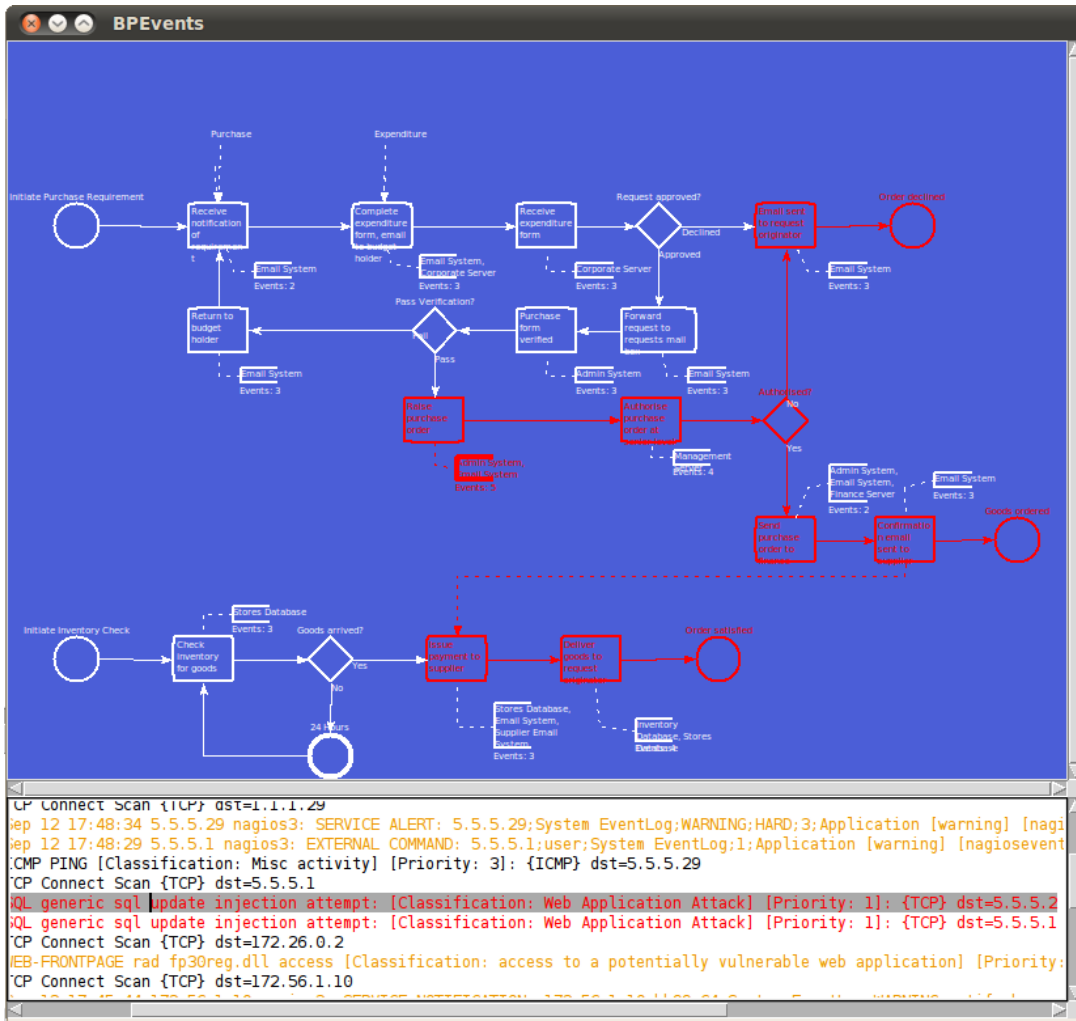 BPEvents
Purchase
Expenditure
Initiate Purchase Requirement
Receive
notification
of
requiremen
t
Complete
expenditure
form, email
to budget
holder
Receive
expenditure
form
Request approved?
Declined
Approved
Email sent
to request
originator
Order declined
Email System
Events: 2
Email System,
Corporate Server
Events: 3
Corporate Server
Events: 3
Email System
Events: 3
Return to
budget
holder
Pass Verification?
Fail
Pass
Purchase
form
verified
Forward
request to
requests mail
box
Email System
Events: 3
Admin System
Events: 3
Email System
Events: 3
Raise
purchase
order
Authorise
purchase
order at
Authorised?
No
Yes
Admin System,
Email System
Events: 5
Management
Events: 4
Admin System,
Email System,
Finance Server
Events: 2
Email System
Events: 3
Send
purchase
order to
finance
Confirmatio
n email
sent to
supplier
Goods ordered
Stores Database
Events: 3
Initiate Inventory Check
Check
Inventory
for goods
Goods arrived?
Yes
No
24 Hours
Issue
payment to
supplier
Deliver
goods to
request
originator
Order satisfied
Stores Database,
Email System,
Supplier Email
System
Events: 3
Inventory
Database, Stores
CP Connect Scan {TCP} dst=1.1.1.29
ep 12 17:48:34 5.5.5.29 nagios3: SERVICE ALERT: 5.5.5.29;System EventLog;WARNING;HARD;3;Application [warning] [nagi
ep 12 17:48:29 5.5.5.1 nagios3: EXTERNAL COMMAND: 5.5.5.1;user;System EventLog;1;Application [warning] [nagiosevent
CMP PING [Classification: Misc activity] [Priority: 3]: {ICMP} dst=5.5.5.29
CP Connect Scan {TCP} dst=5.5.5.1
QL generic sql update injection attempt: [Classification: Web Application Attack] [Priority: 1]: {TCP} dst=5.5.5.2
QL generic sql update injection attempt: [Classification: Web Application Attack] [Priority: 1]: {TCP} dst=5.5.5.1
CP Connect Scan {TCP} dst=172.26.0.2
EB-FRONTPAGE rad fp30reg.dll access [Classification: access to a potentially vulnerable web application] [Priority:
CP Connect Scan {TCP} dst=172.56.1.10